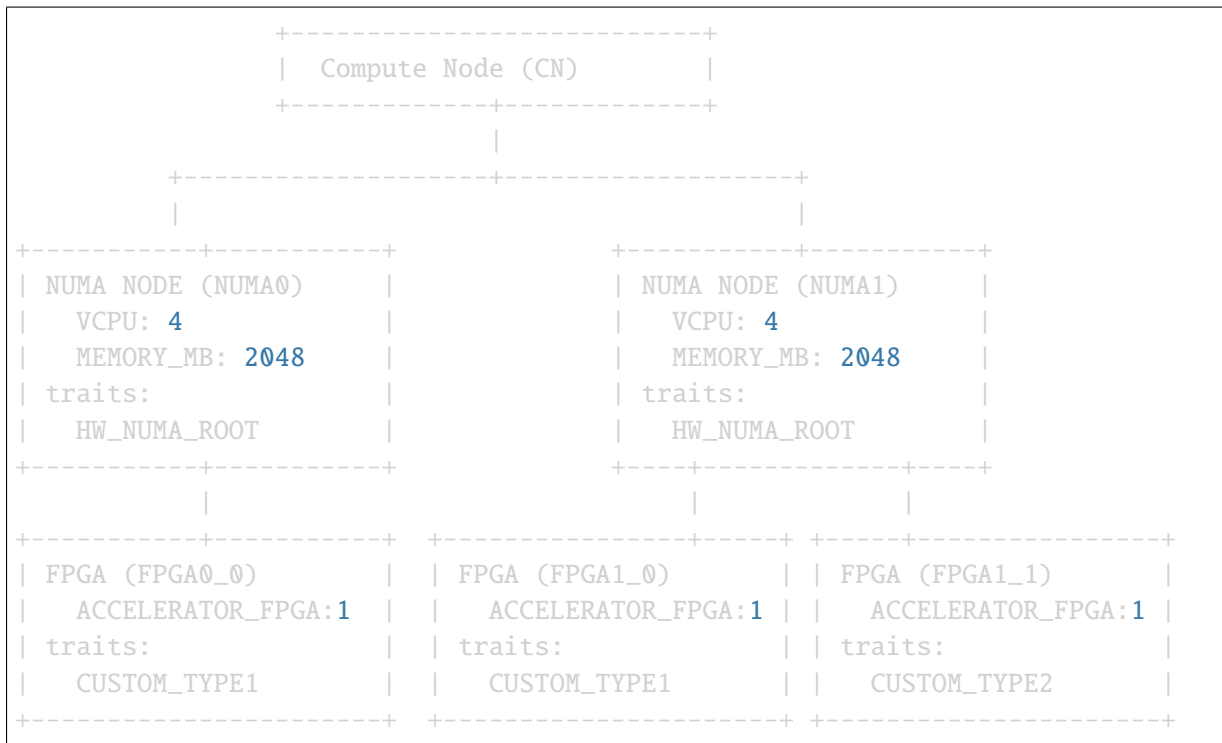 +---------------------------+
|  Compute Node (CN)        |
+-------------+-------------+
|
+--------------------+-------------------+
|                                        |
+-----------+-----------+              +-----------+-----------+
| NUMA NODE (NUMA0)     |              | NUMA NODE (NUMA1)     |
|   VCPU: 4             |              |   VCPU: 4             |
|   MEMORY_MB: 2048     |              |   MEMORY_MB: 2048     |
| traits:               |              | traits:               |
|   HW_NUMA_ROOT        |              |   HW_NUMA_ROOT        |
+-----------+-----------+              +----+-------------+----+
|                               |             |
+-----------+-----------+  +----------------+-----+ +-----+----------------+
| FPGA (FPGA0_0)        |  | FPGA (FPGA1_0)       | | FPGA (FPGA1_1)       |
|   ACCELERATOR_FPGA:1  |  |   ACCELERATOR_FPGA:1 | |   ACCELERATOR_FPGA:1 |
| traits:               |  | traits:              | | traits:              |
|   CUSTOM_TYPE1        |  |   CUSTOM_TYPE1       | |   CUSTOM_TYPE2       |
+-----------------------+  +----------------------+ +----------------------+